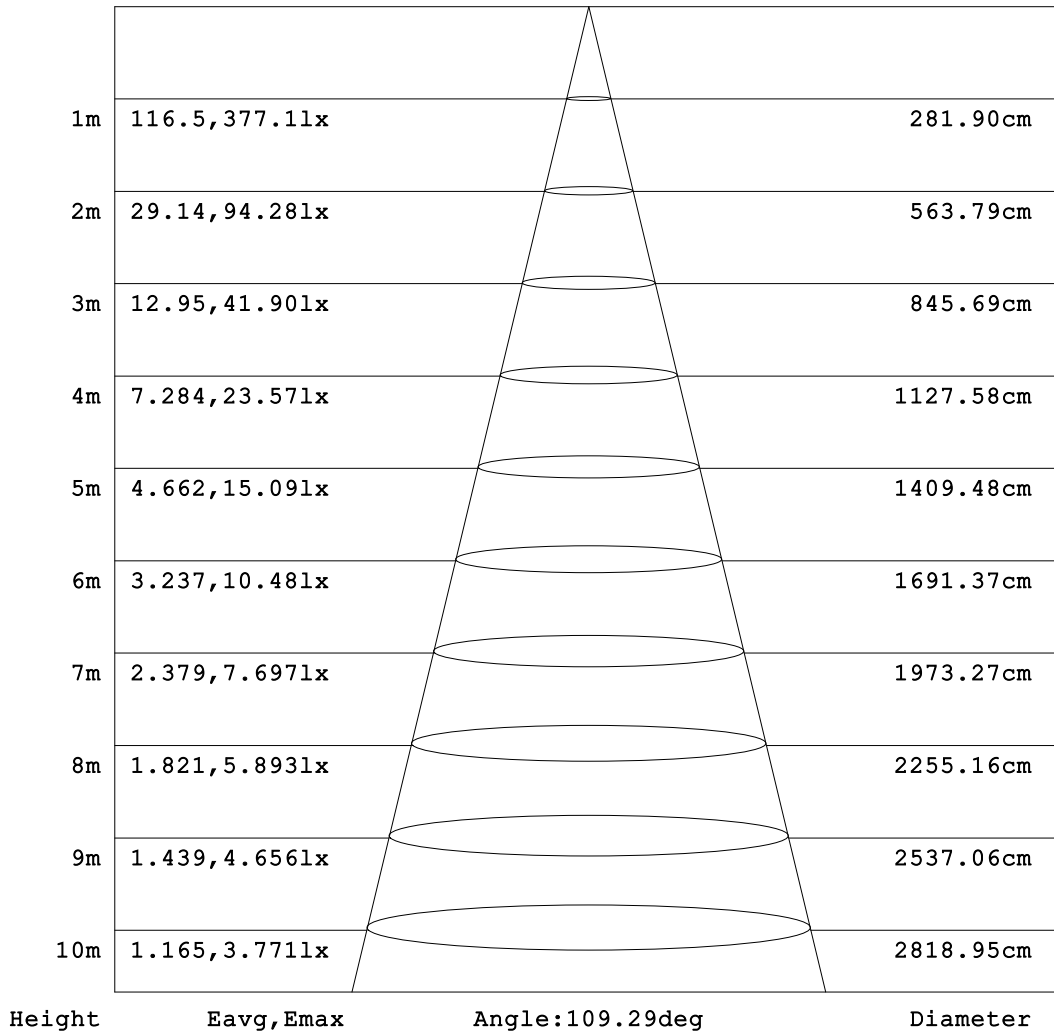 1m 116.5,377.1lx 281.90cm
2m 29.14,94.28lx 563.79cm
3m 12.95,41.90lx 845.69cm
4m 7.284,23.57lx 1127.58cm
5m 4.662,15.09lx 1409.48cm
6m 3.237,10.48lx 1691.37cm
7m 2.379,7.697lx 1973.27cm
8m 1.821,5.893lx 2255.16cm
9m 1.439,4.656lx 2537.06cm
10m 1.165,3.771lx 2818.95cm
Height Eavg,Emax Angle:109.29deg Diameter